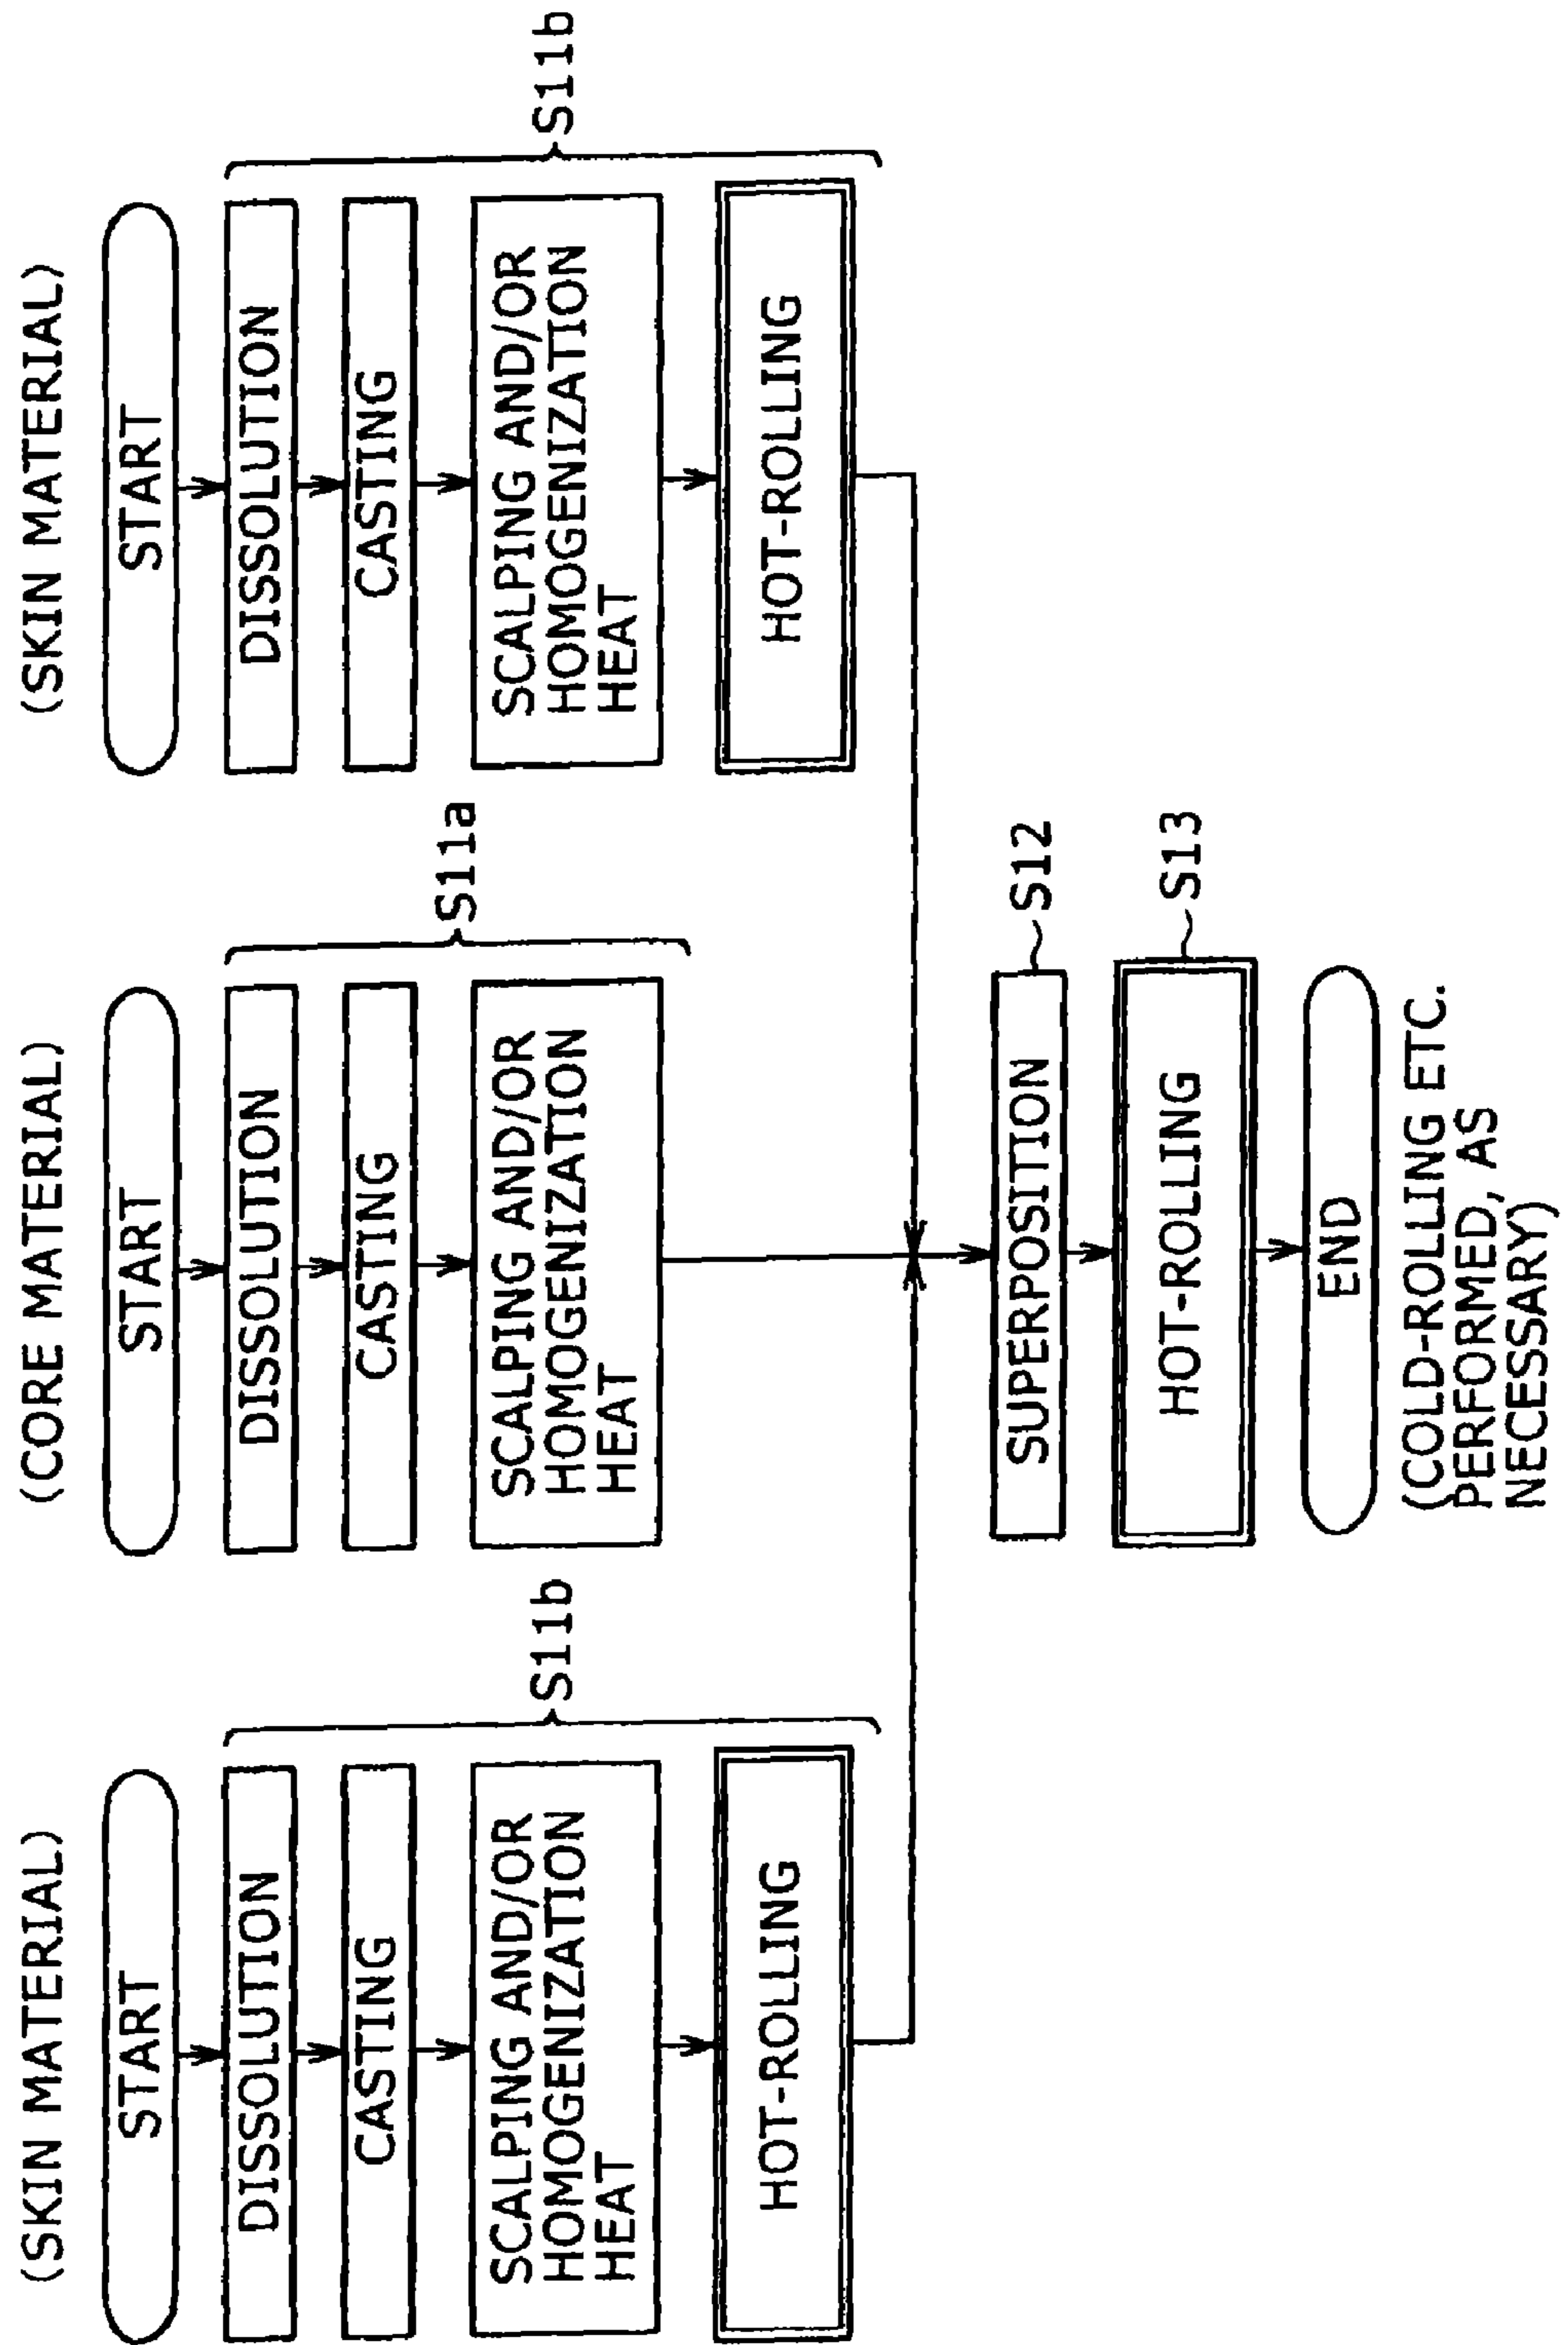 (SKIN MATERIAL)
START
DISSOLUTION
CASTING
SCALPING AND/OR
HOMOGENIZATION
HEAT
HOT-ROLLING
S11b
(CORE MATERIAL)
START
DISSOLUTION
CASTING
SCALPING AND/OR
HOMOGENIZATION
HEAT
S11a
(SKIN MATERIAL)
START
DISSOLUTION
CASTING
SCALPING AND/OR
HOMOGENIZATION
HEAT
HOT-ROLLING
S11b
SUPERPOSITION
S12
HOT-ROLLING
S13
END
(COLD-ROLLING ETC.
PERFORMED, AS
NECESSARY)